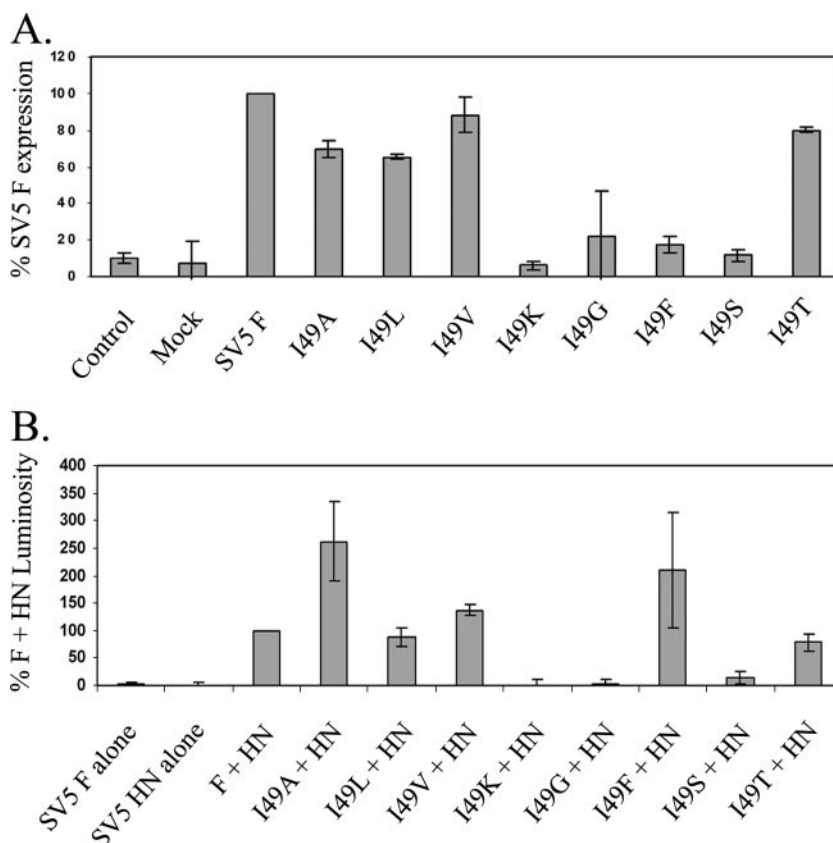 A.
% SV5 F expression
120
100
80
60
40
20
0
Control
Mock
SV5 F
I49A
I49L
I49V
I49K
I49G
I49F
I49S
I49T
B.
% F + HN Luminosity
400
350
300
250
200
150
100
50
0
SV5 F alone
SV5 HN alone
F + HN
I49A + HN
I49L + HN
I49V + HN
I49K + HN
I49G + HN
I49F + HN
I49S + HN
I49T + HN